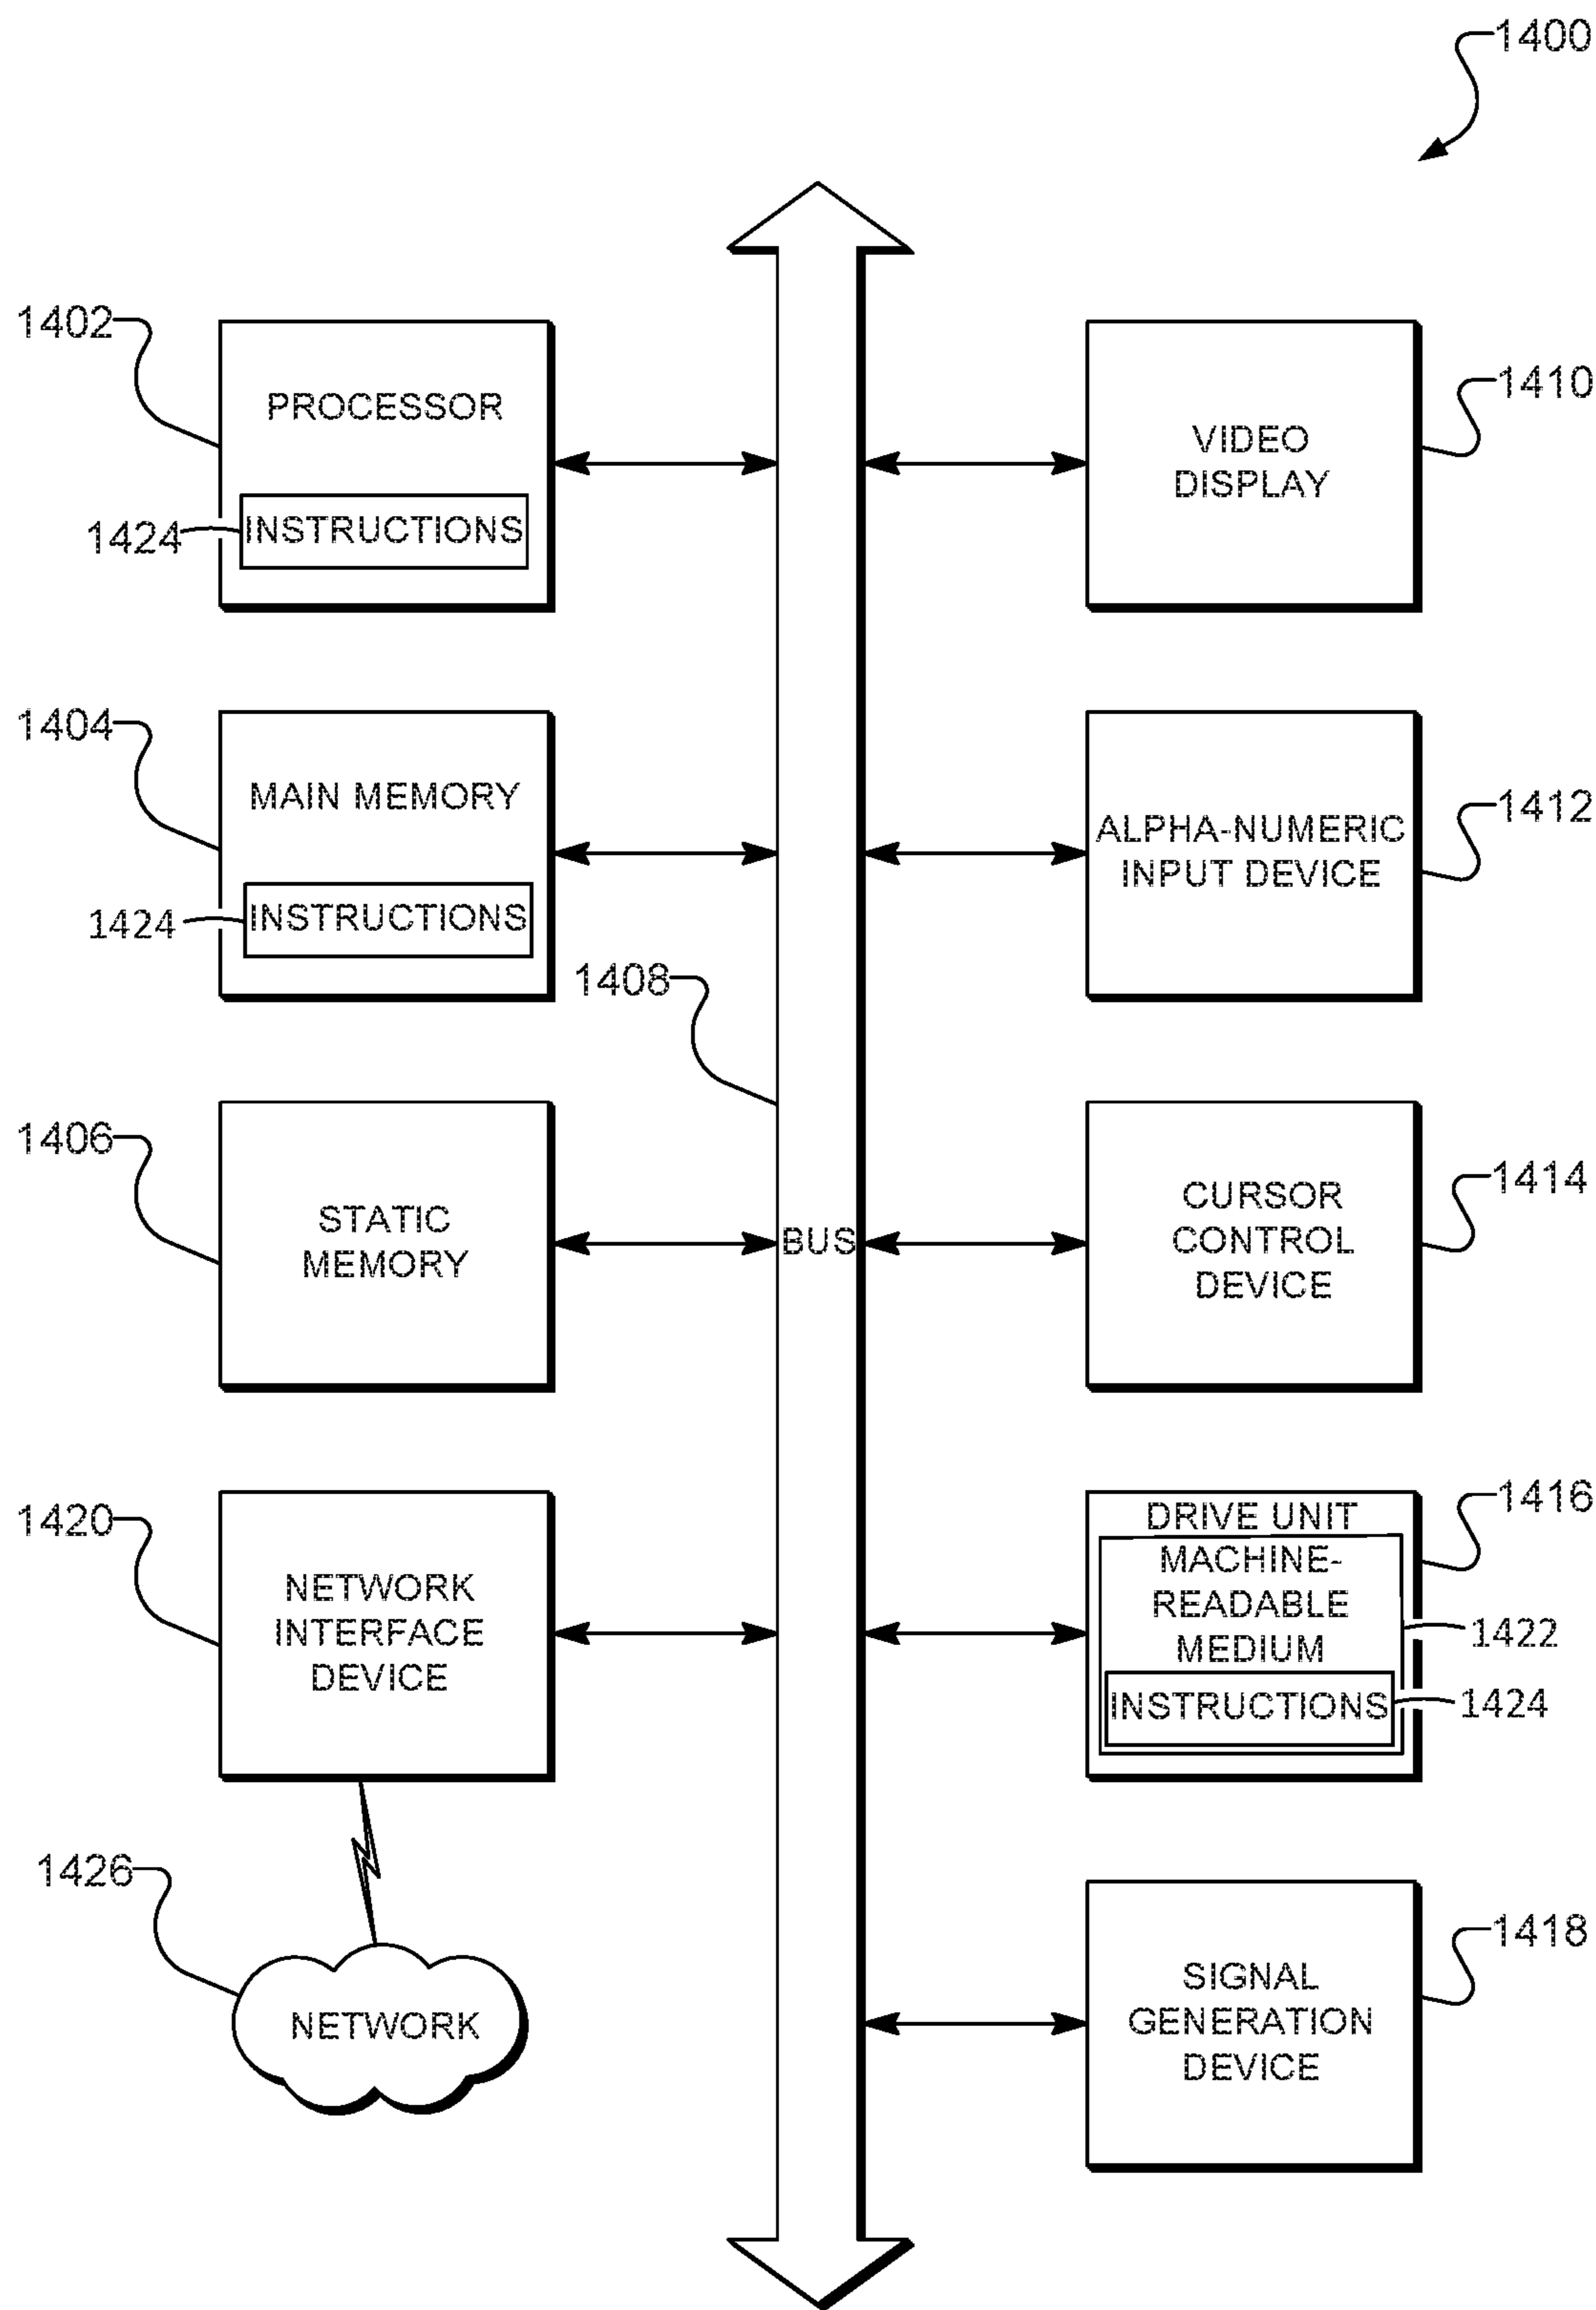 1400
1402
PROCESSOR
1424
INSTRUCTIONS
1410
VIDEO
DISPLAY
1404
MAIN MEMORY
1424
INSTRUCTIONS
1412
ALPHA-NUMERIC
INPUT DEVICE
1408
BUS
1406
STATIC
MEMORY
1414
CURSOR
CONTROL
DEVICE
1420
NETWORK
INTERFACE
DEVICE
1416
DRIVE UNIT
MACHINE-
READABLE
MEDIUM
1422
INSTRUCTIONS
1424
1426
NETWORK
1418
SIGNAL
GENERATION
DEVICE